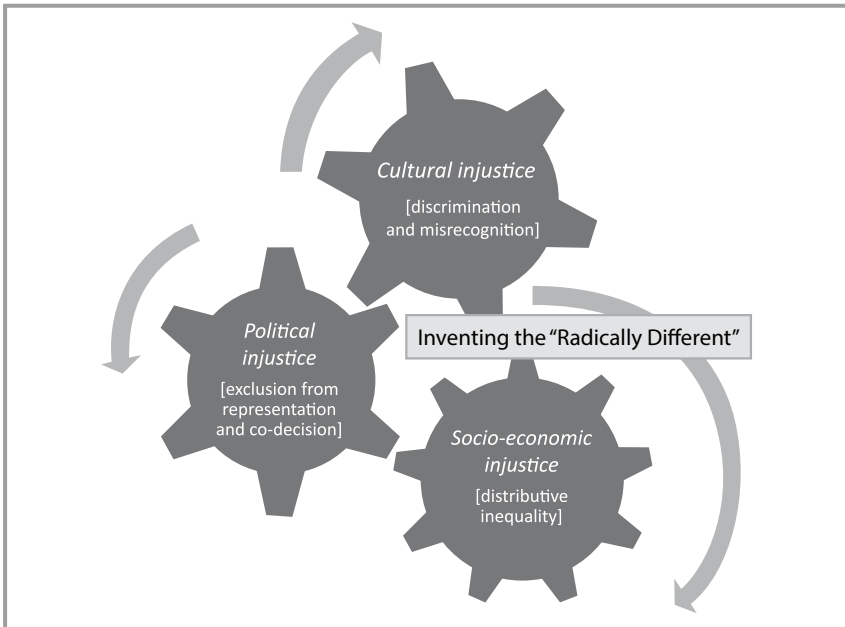 Cultural injustice
[discrimination
and misrecognition]
Inventing the “Radically Different”
Political
injustice
[exclusion from
representation
and co-decision]
Socio-economic
injustice
[distributive
inequality]